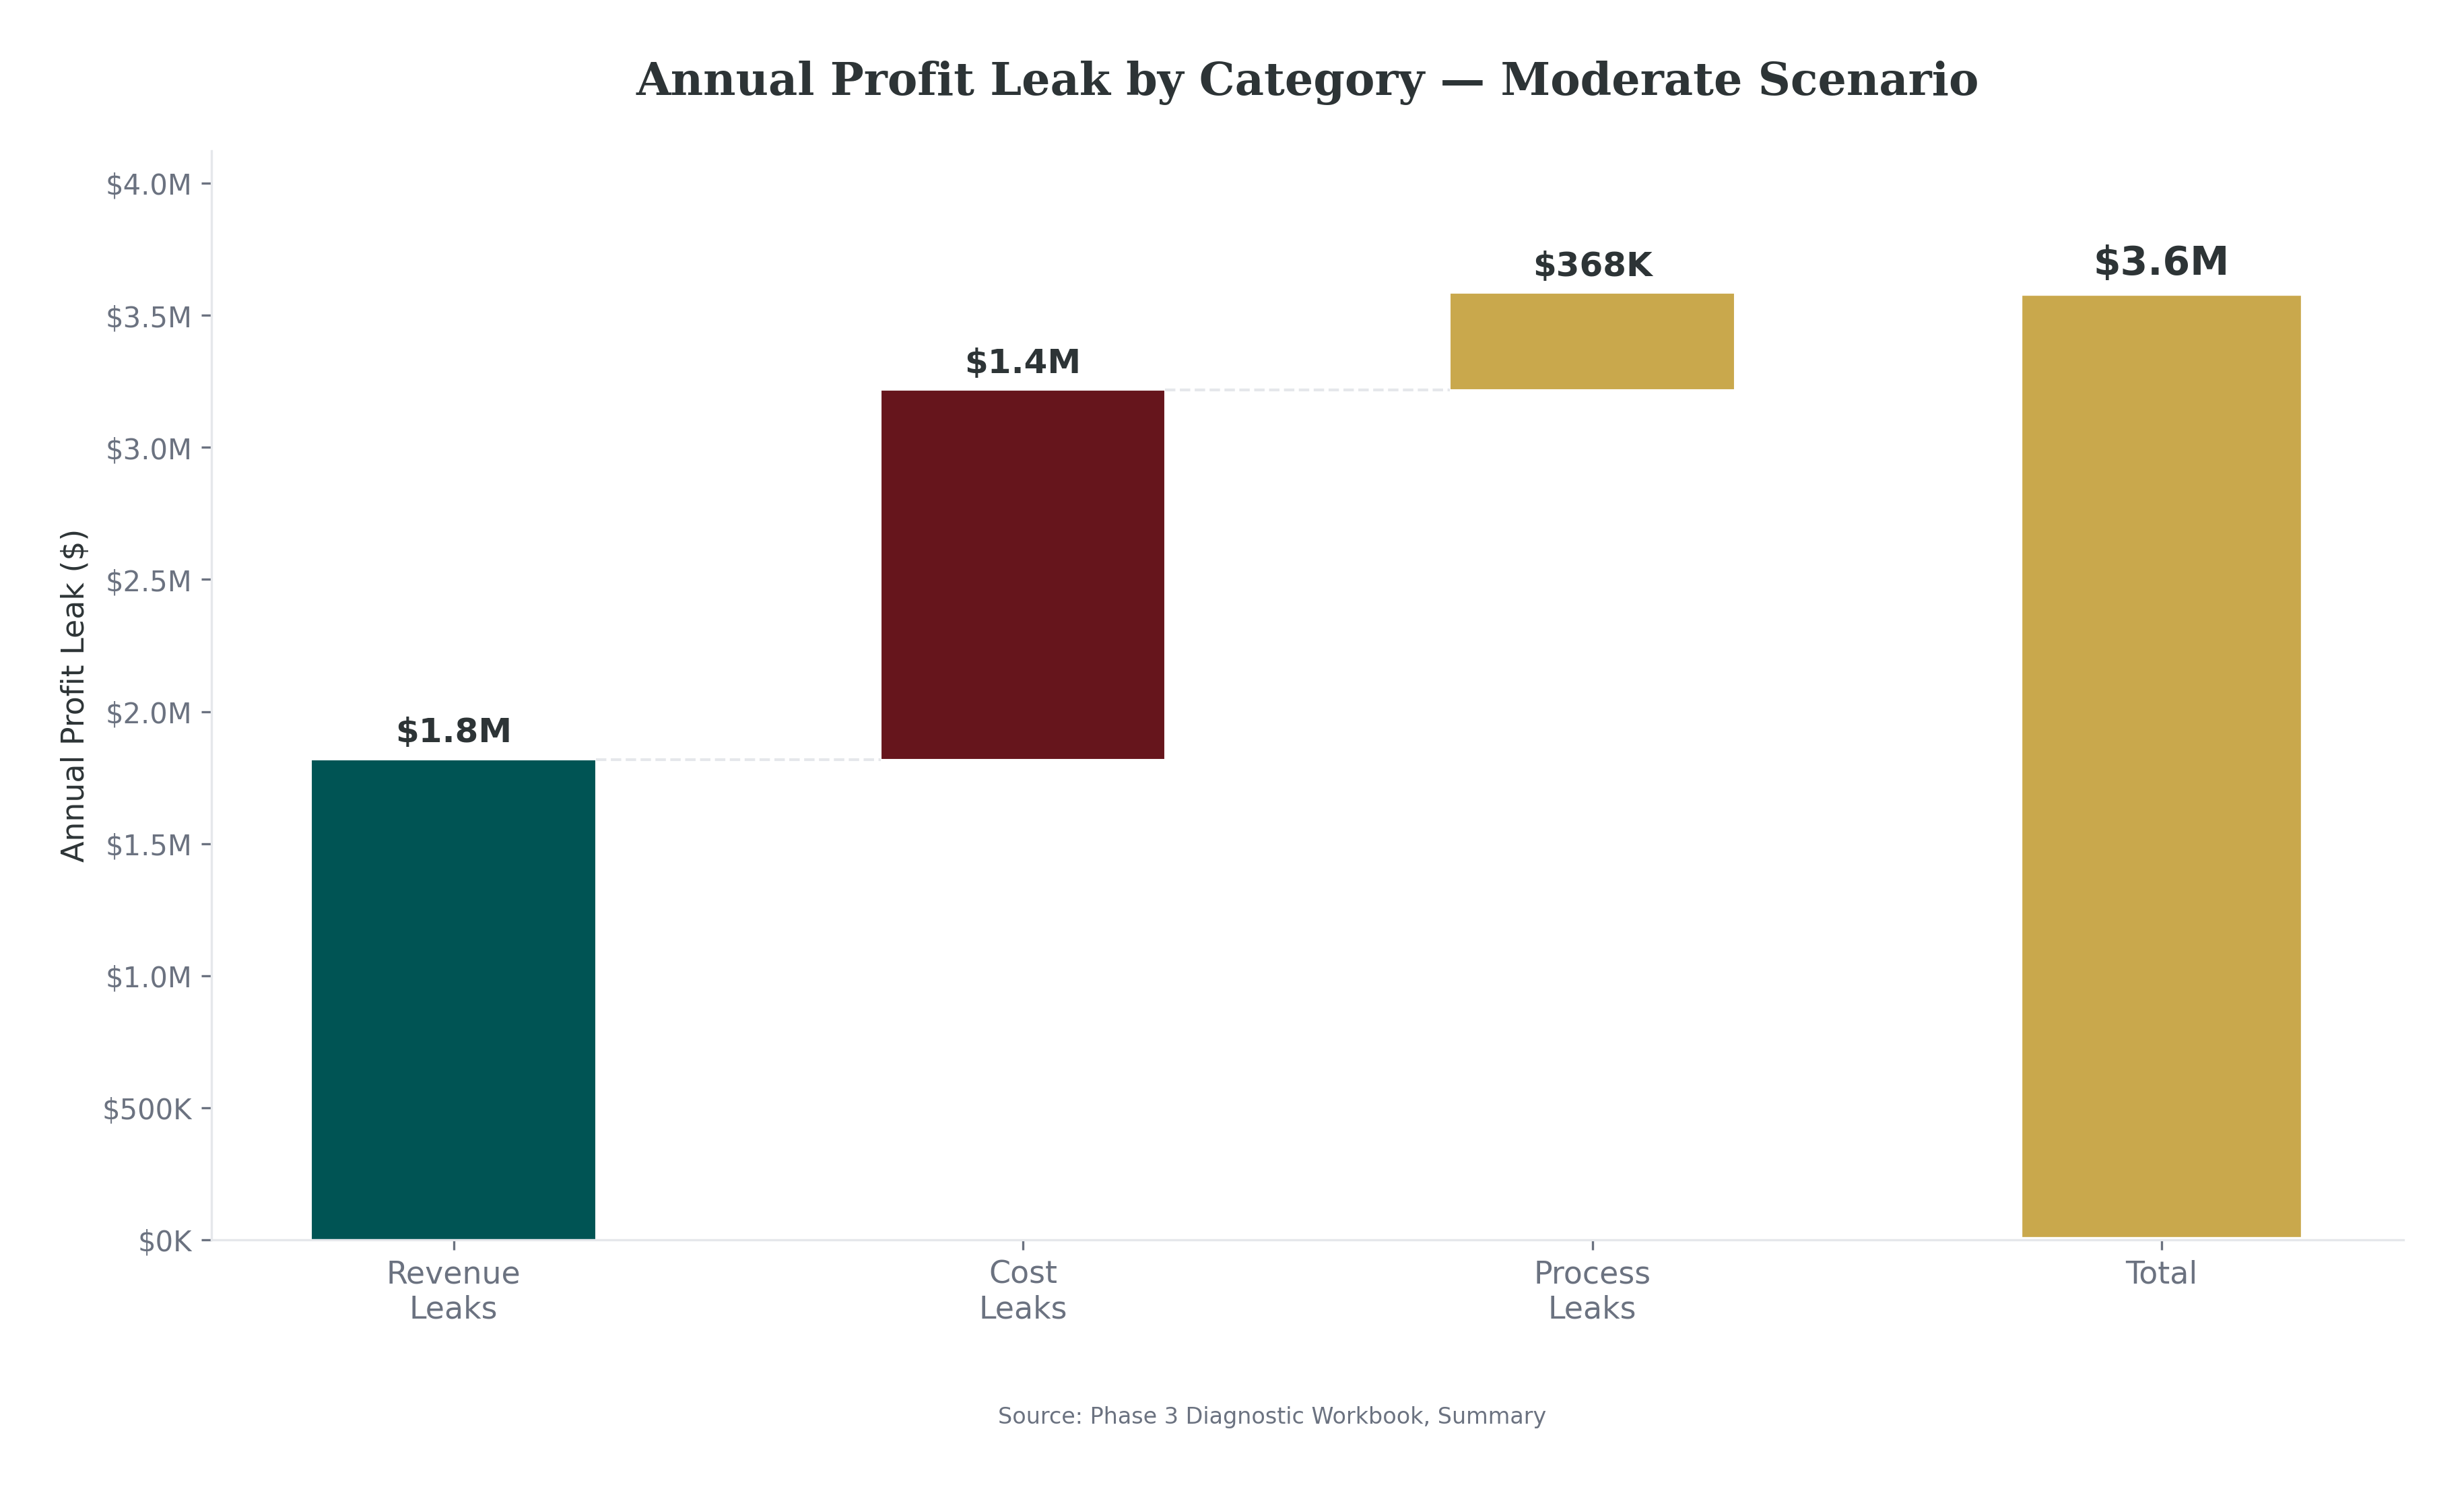 Annual Profit Leak by Category — Moderate Scenario
Annual Profit Leak ($)
$4.0M
$3.5M
$3.0M
$2.5M
$2.0M
$1.5M
$1.0M
$500K
$0K
$1.8M
$1.4M
$368K
$3.6M
Revenue
Leaks
Cost
Leaks
Process
Leaks
Total
Source: Phase 3 Diagnostic Workbook, Summary